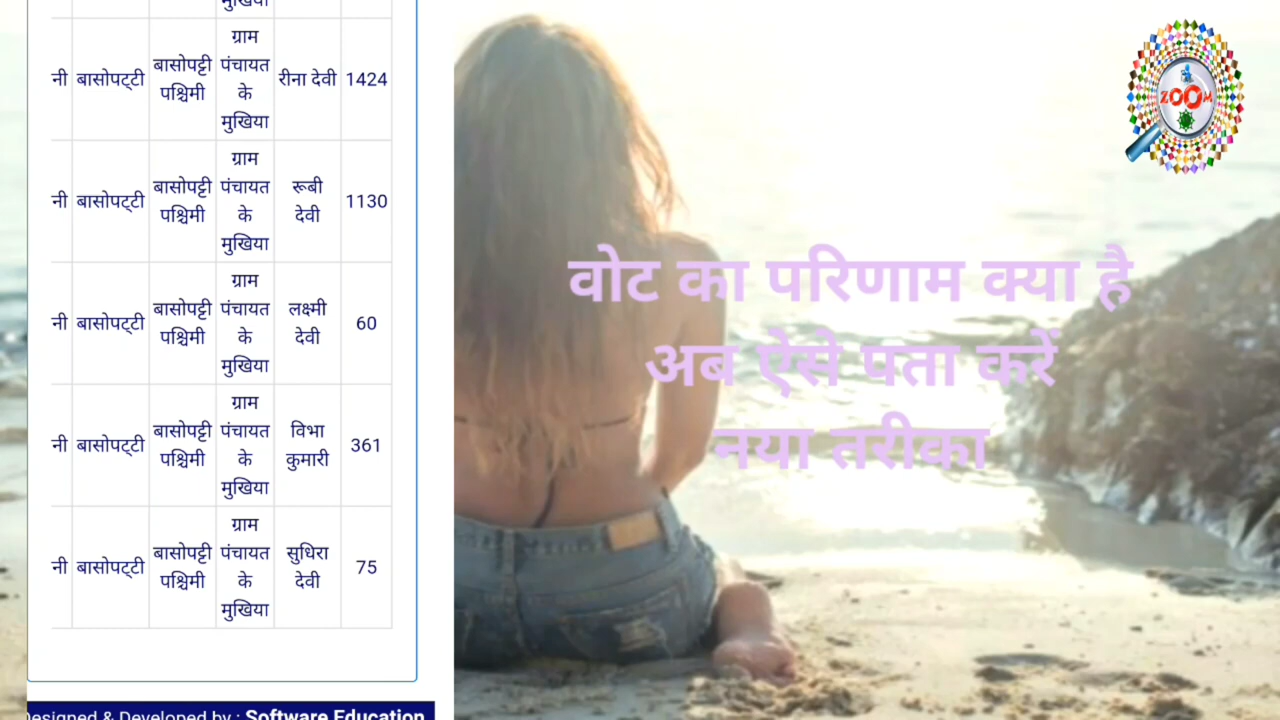 मुखिया
ग्राम
नी बासोपट्टी बासोपट्टी पंचायत रीना देवी 1424
पश्चिमी के
मुखिया
ग्राम
नी बासोपट्टी बासोपट्टी पंचायत रूबी 1130
पश्चिमी के देवी
मुखिया
ग्राम
नी बासोपट्टी बासोपट्टी पंचायत लक्ष्मी 60
पश्चिमी के देवी
मुखिया
ग्राम
नी बासोपट्टी बासोपट्टी पंचायत विभा 361
पश्चिमी के कुमारी
मुखिया
ग्राम
नी बासोपट्टी बासोपट्टी पंचायत सुधिरा 75
पश्चिमी के देवी
मुखिया
Designed & Developed by : Software Education
ZOOM
वोट का परिणाम क्या है
अब ऐसे पता करें
नया तरीका